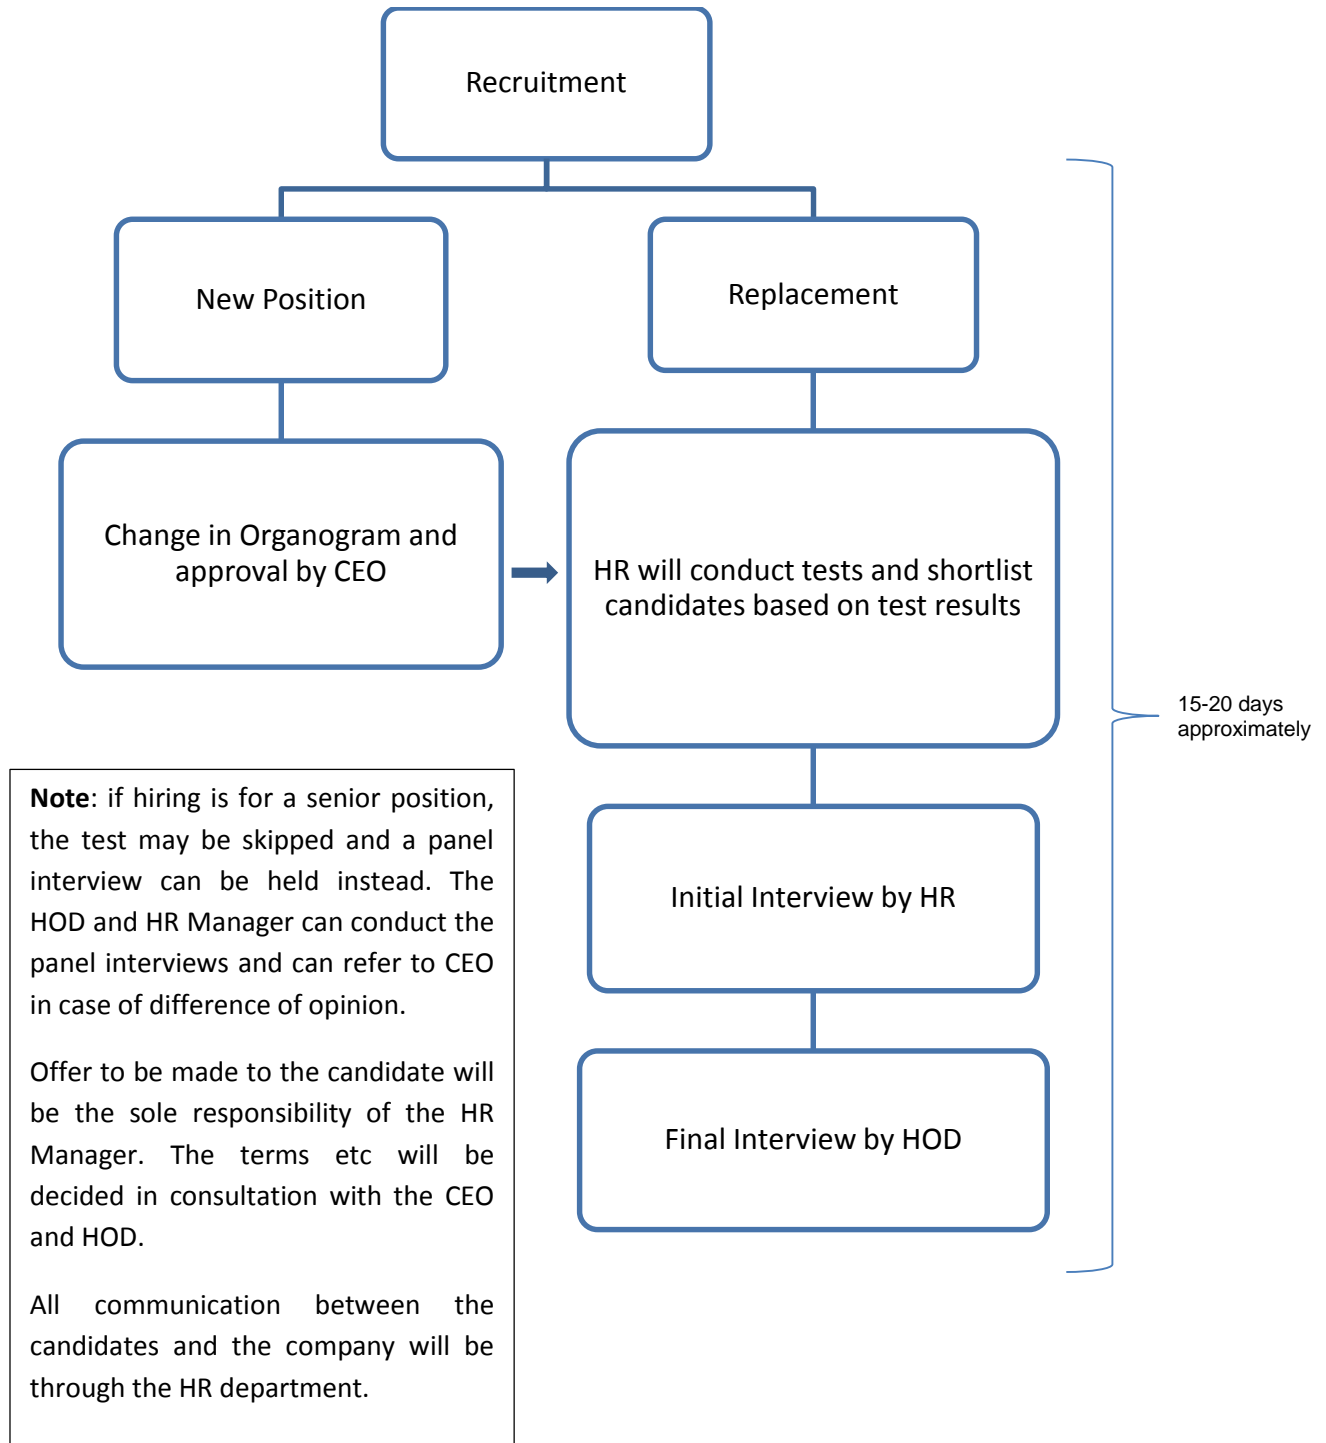 Recruitment
New Position
Replacement
Change in Organogram and
approval by CEO
HR will conduct tests and shortlist
candidates based on test results
15-20 days
approximately
Initial Interview by HR
Final Interview by HOD
Note: if hiring is for a senior position,
the test may be skipped and a panel
interview can be held instead. The
HOD and HR Manager can conduct the
panel interviews and can refer to CEO
in case of difference of opinion.
Offer to be made to the candidate will
be the sole responsibility of the HR
Manager. The terms etc will be
decided in consultation with the CEO
and HOD.
All communication between the
candidates and the company will be
through the HR department.